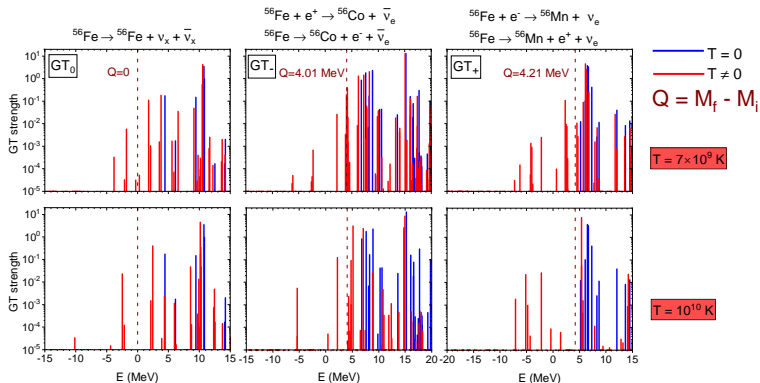 ⁵⁶Fe → ⁵⁶Fe + νₓ + ν̄ₓ
⁵⁶Fe + e⁺ → ⁵⁶Co + ν̄ₑ
⁵⁶Fe → ⁵⁶Co + e⁻ + ν̄ₑ
⁵⁶Fe + e⁻ → ⁵⁶Mn + νₑ
⁵⁶Fe → ⁵⁶Mn + e⁺ + νₑ
GT₀
Q=0
GT₋
Q=4.01 MeV
GT₊
Q=4.21 MeV
T = 0
T ≠ 0
Q = M_f - M_i
T = 7×10⁹ K
T = 10¹⁰ K
GT strength
10¹
10⁰
10⁻¹
10⁻²
10⁻³
10⁻⁴
10⁻⁵
GT strength
10¹
10⁰
10⁻¹
10⁻²
10⁻³
10⁻⁴
10⁻⁵
-15 -10 -5 0 5 10 15
-10 -5 0 5 10 15 20
-20 -15 -10 -5 0 5 10 15
E (MeV)
E (MeV)
E (MeV)